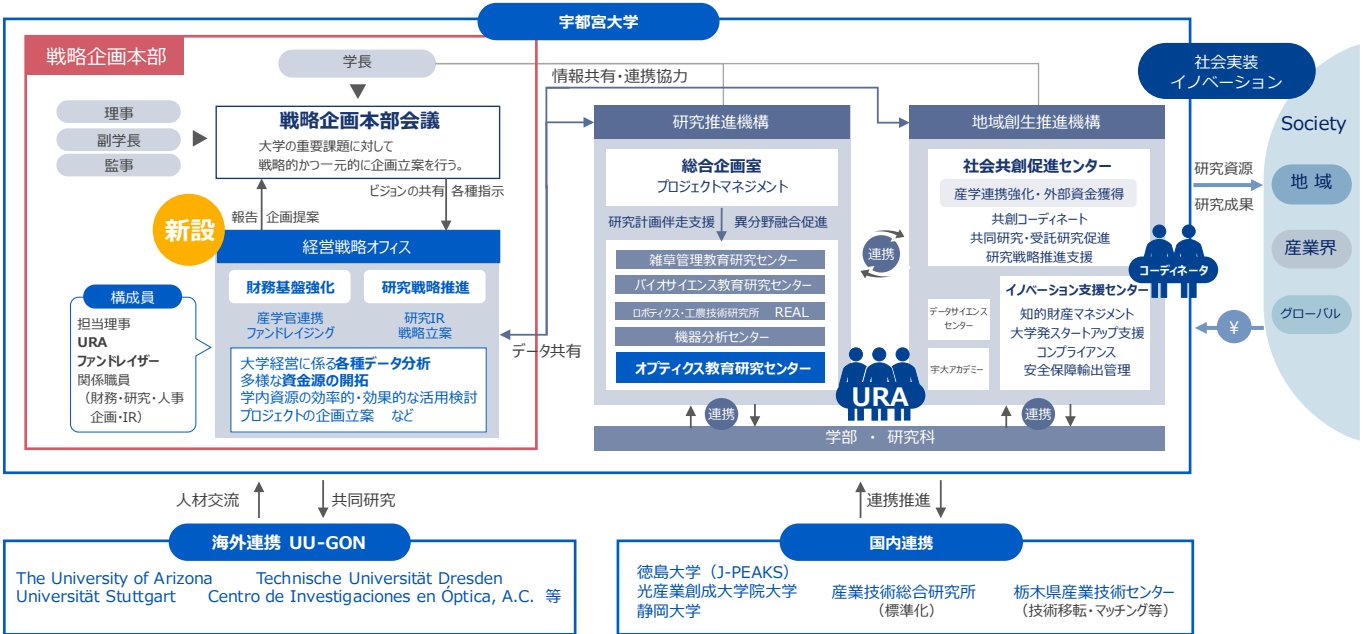 宇都宮大学
戦略企画本部
学長
理事
副学長
監事
戦略企画本部会議
大学の重要課題に対して
戦略的かつ一元的に企画立案を行う。
報告
企画提案
ビジョンの共有
各種指示
新設
経営戦略オフィス
財務基盤強化
研究戦略推進
産学官連携
ファンドレイジング
研究IR
戦略立案
大学経営に係る各種データ分析
多様な資金源の開拓
学内資源の効率的・効果的な活用検討
プロジェクトの企画立案 など
構成員
担当理事
URA
ファンドレイザー
関係職員
（財務・研究・人事
企画・IR）
情報共有・連携協力
データ共有
研究推進機構
総合企画室
プロジェクトマネジメント
研究計画伴走支援
異分野融合促進
雑草管理教育研究センター
バイオサイエンス教育研究センター
ロボティクス・工農技術研究所 REAL
機器分析センター
オプティクス教育研究センター
連携
URA
地域創生推進機構
社会共創促進センター
産学連携強化・外部資金獲得
共創コーディネート
共同研究・受託研究促進
研究戦略推進支援
コーディネータ
データサイエンス
センター
宇大アカデミー
イノベーション支援センター
知的財産マネジメント
大学発スタートアップ支援
コンプライアンス
安全保障輸出管理
連携
連携
学部 ・ 研究科
社会実装
イノベーション
Society
研究資源
研究成果
地 域
産業界
グローバル
¥
人材交流
共同研究
連携推進
海外連携 UU-GON
The University of Arizona Technische Universität Dresden
Universität Stuttgart Centro de Investigaciones en Óptica, A.C. 等
国内連携
徳島大学（J-PEAKS）
光産業創成大学院大学
静岡大学
産業技術総合研究所
（標準化）
栃木県産業技術センター
（技術移転・マッチング等）